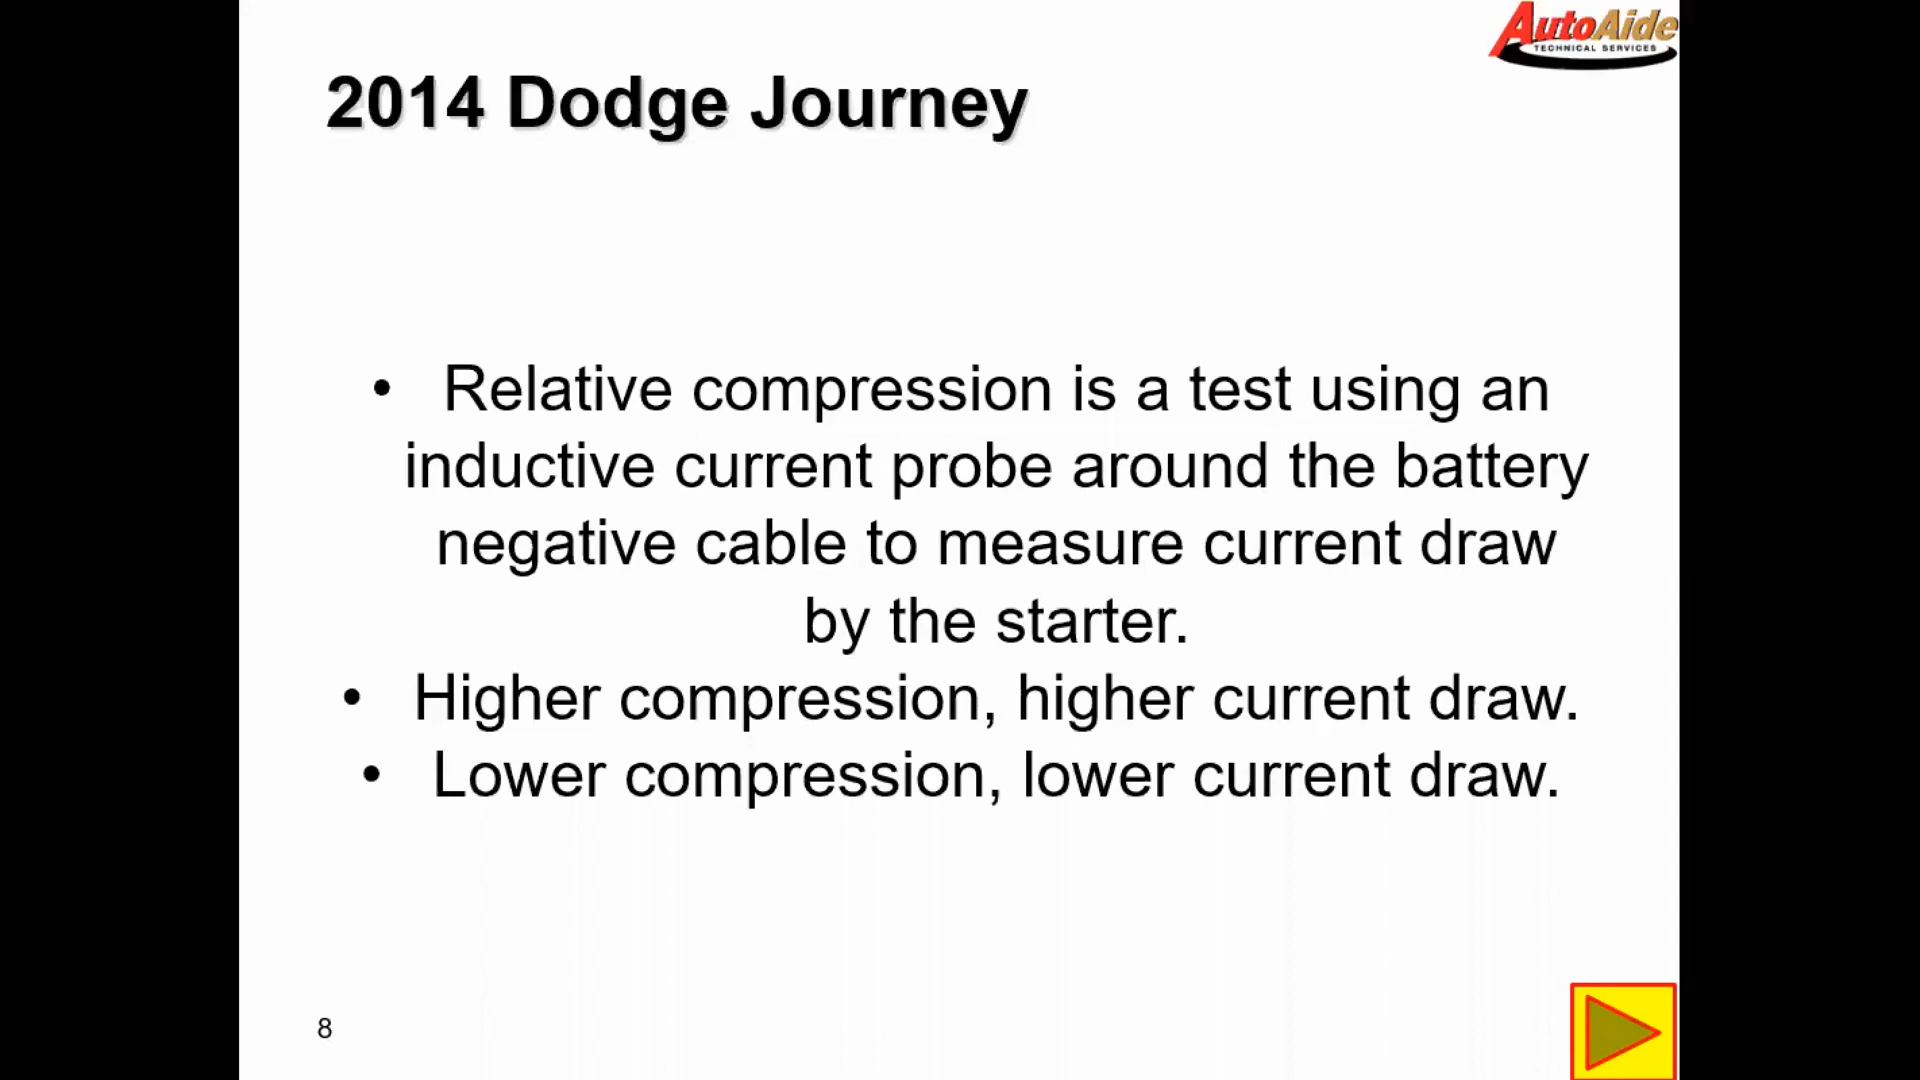 AutoAide
TECHNICAL SERVICES
2014 Dodge Journey
• Relative compression is a test using an
inductive current probe around the battery
negative cable to measure current draw
by the starter.
• Higher compression, higher current draw.
• Lower compression, lower current draw.
8